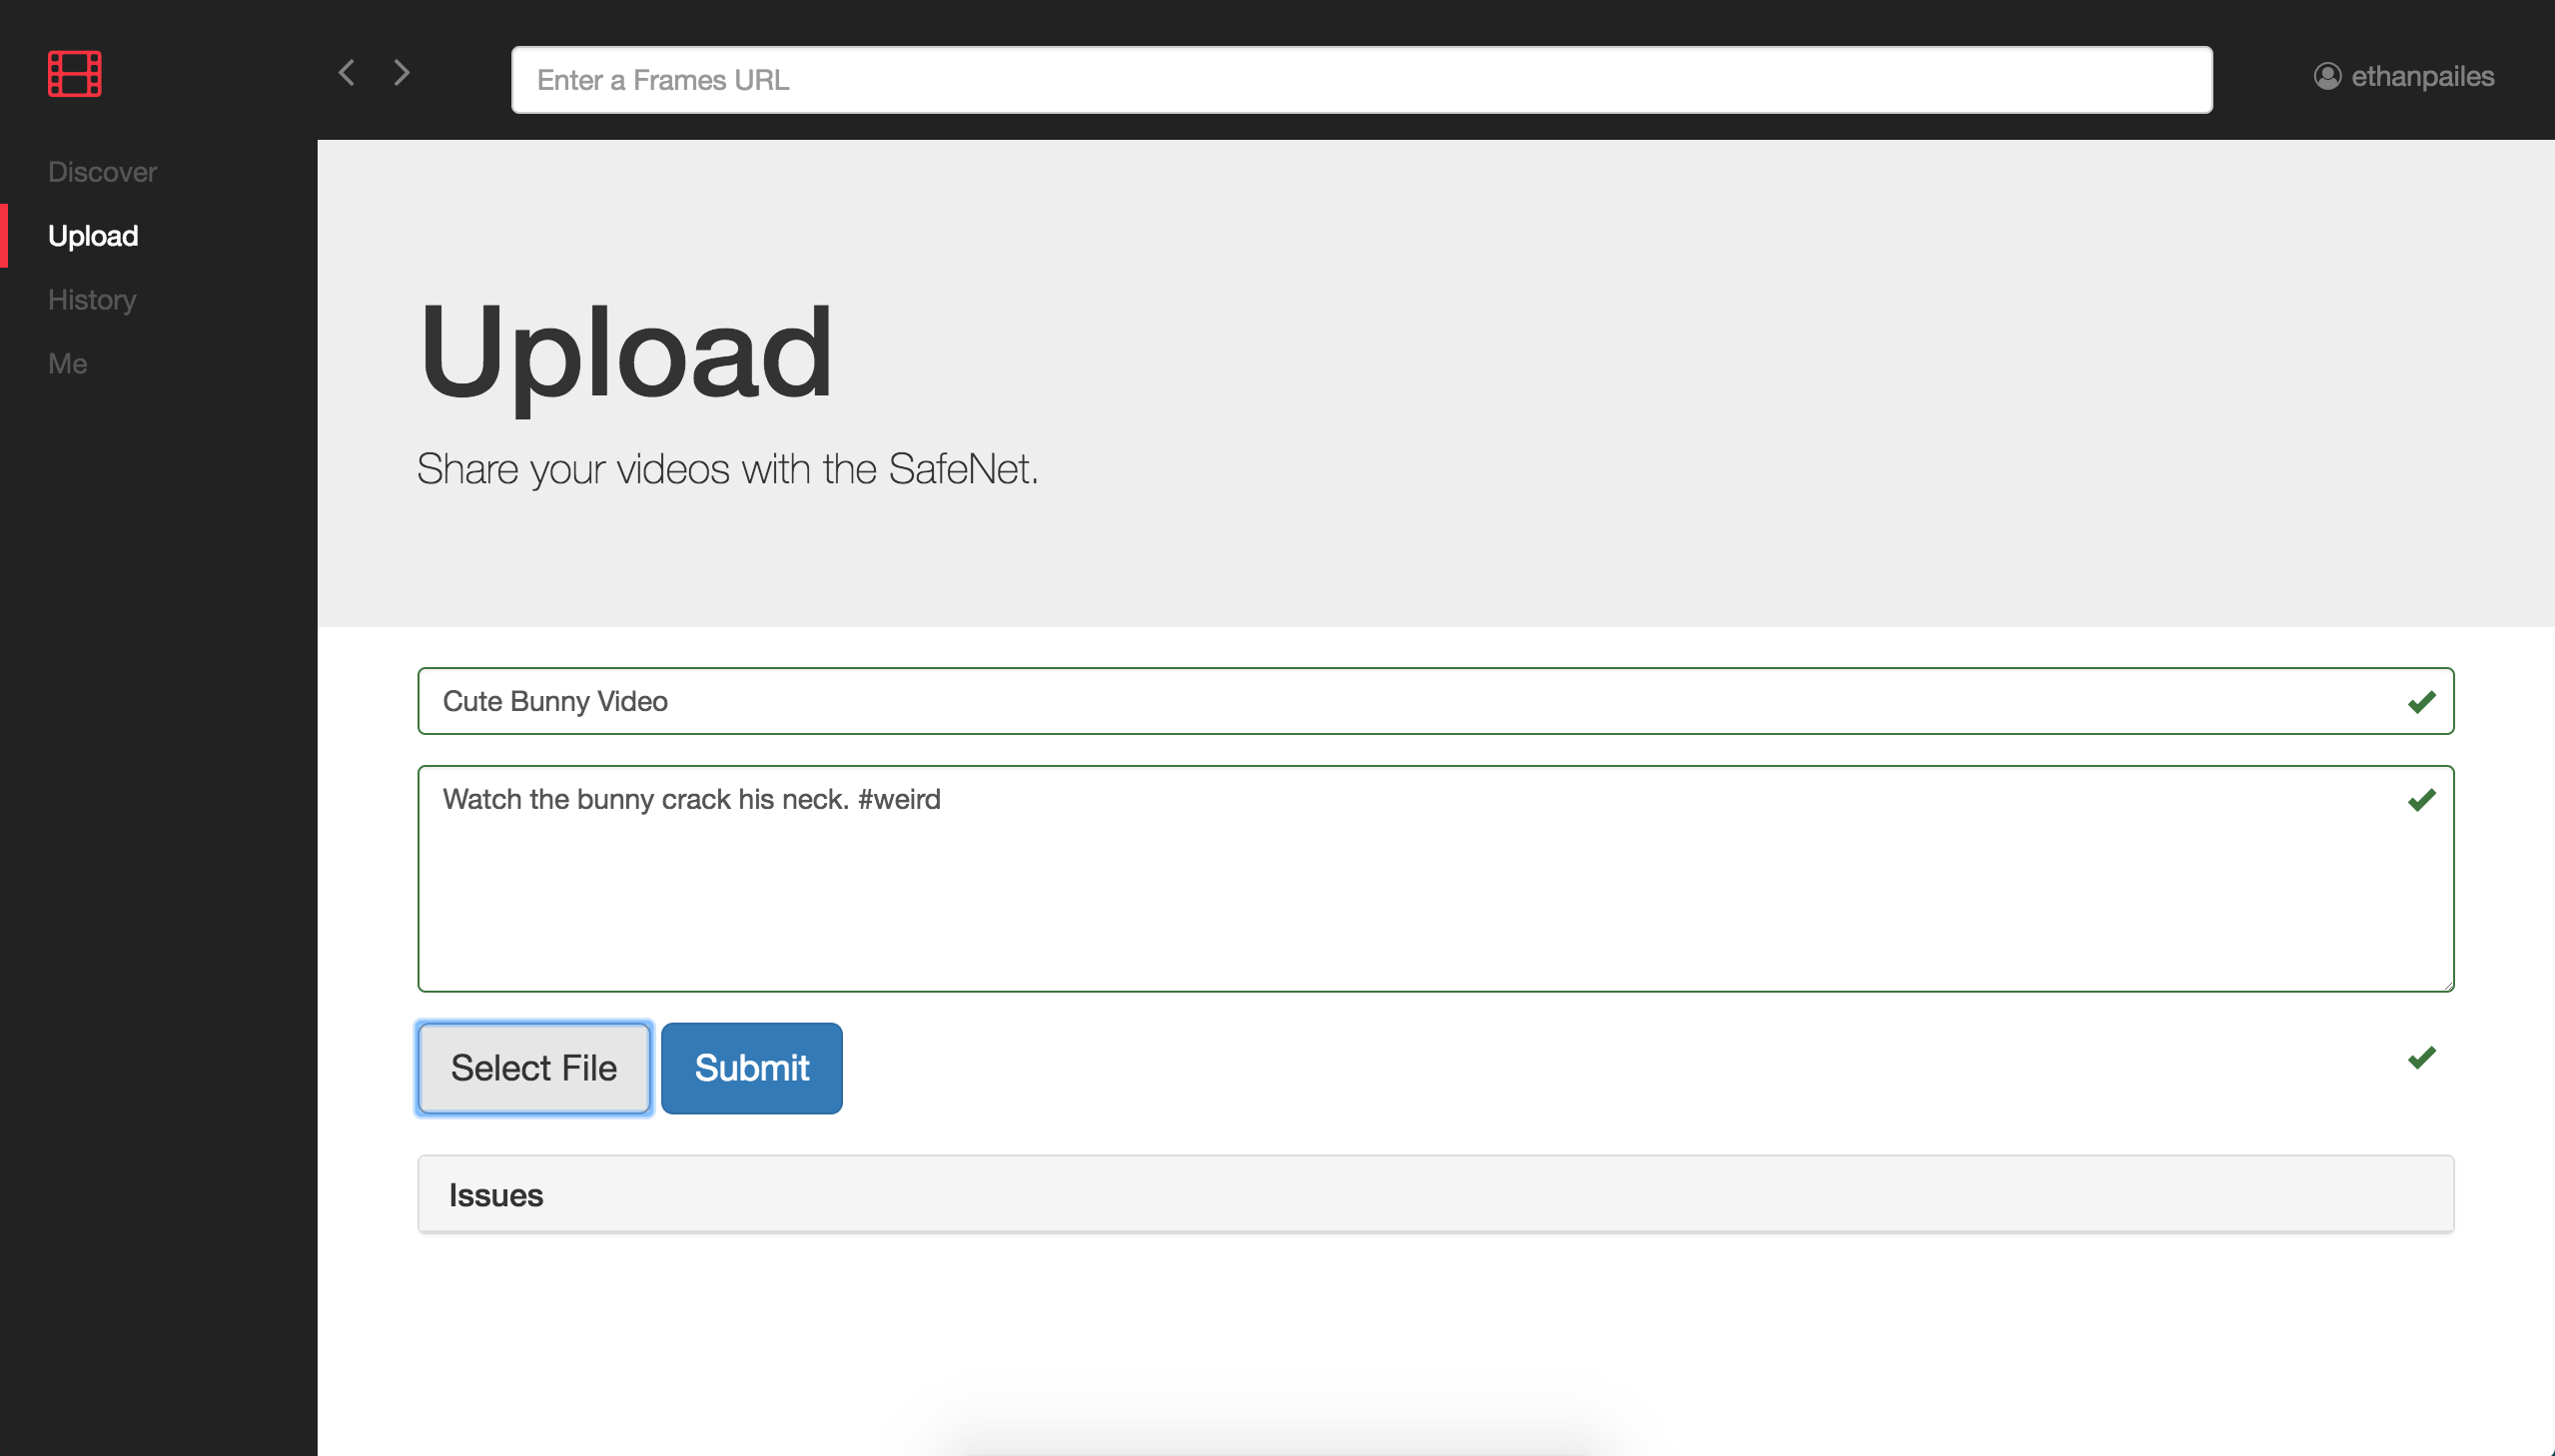 Enter a Frames URL
ethanpailes
Discover
Upload
History
Me
Upload
Share your videos with the SafeNet.
Cute Bunny Video
Watch the bunny crack his neck. #weird
Select File
Submit
Issues